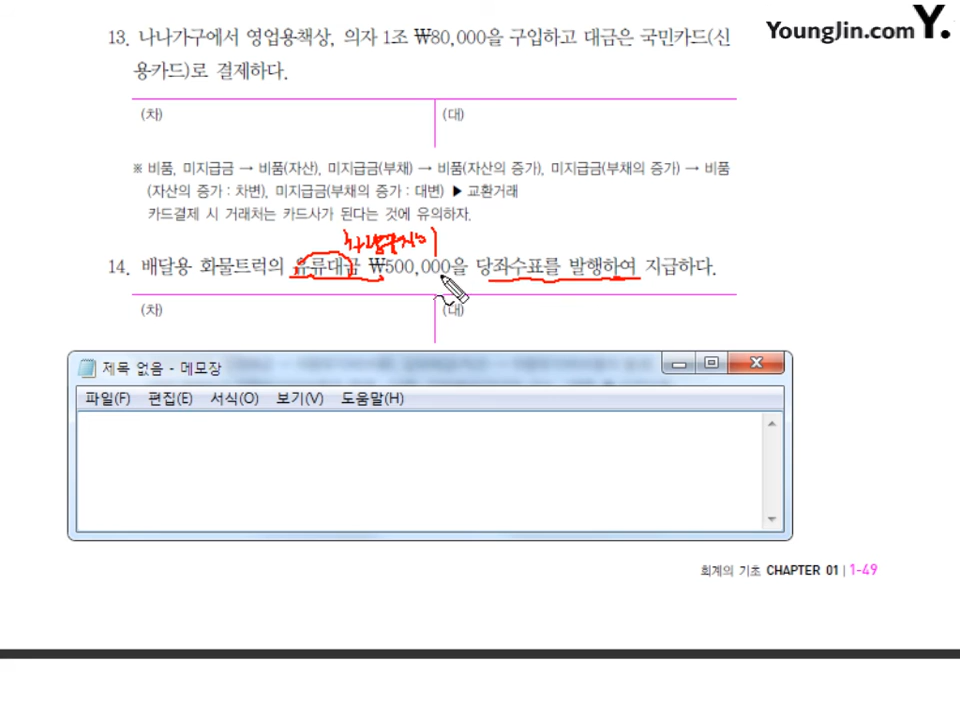 YoungJin.com Y.
13. 나나가구에서 영업용책상, 의자 1조 ₩80,000을 구입하고 대금은 국민카드(신
용카드)로 결제하다.
(차) (대)
※ 비품, 미지급금 → 비품(자산), 미지급금(부채) → 비품(자산의 증가), 미지급금(부채의 증가) → 비품
(자산의 증가 : 차변), 미지급금(부채의 증가 : 대변) ▶ 교환거래
카드결제 시 거래처는 카드사가 된다는 것에 유의하자.
차량유지비
14. 배달용 화물트럭의 유류대금 ₩500,000을 당좌수표를 발행하여 지급하다.
(차) (대)
제목 없음 - 메모장
파일(F) 편집(E) 서식(O) 보기(V) 도움말(H)
회계의 기초 CHAPTER 01 | 1-49